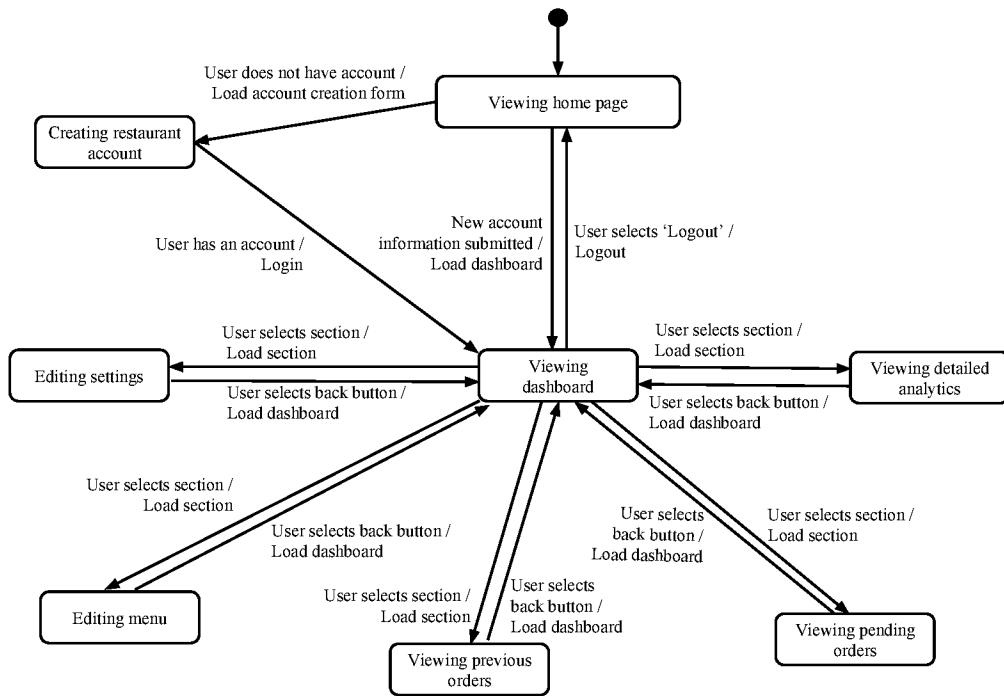 User does not have account /
Load account creation form
Viewing home page
Creating restaurant
account
New account
information submitted /
Load dashboard
User selects ‘Logout’ /
Logout
User has an account /
Login
User selects section /
Load section
User selects section /
Load section
Editing settings
Viewing
dashboard
Viewing detailed
analytics
User selects back button /
Load dashboard
User selects back button /
Load dashboard
User selects section /
Load section
User selects back button /
Load dashboard
User selects
back button /
Load dashboard
User selects section /
Load section
User selects section /
Load section
User selects
back button /
Load dashboard
Editing menu
Viewing previous
orders
Viewing pending
orders